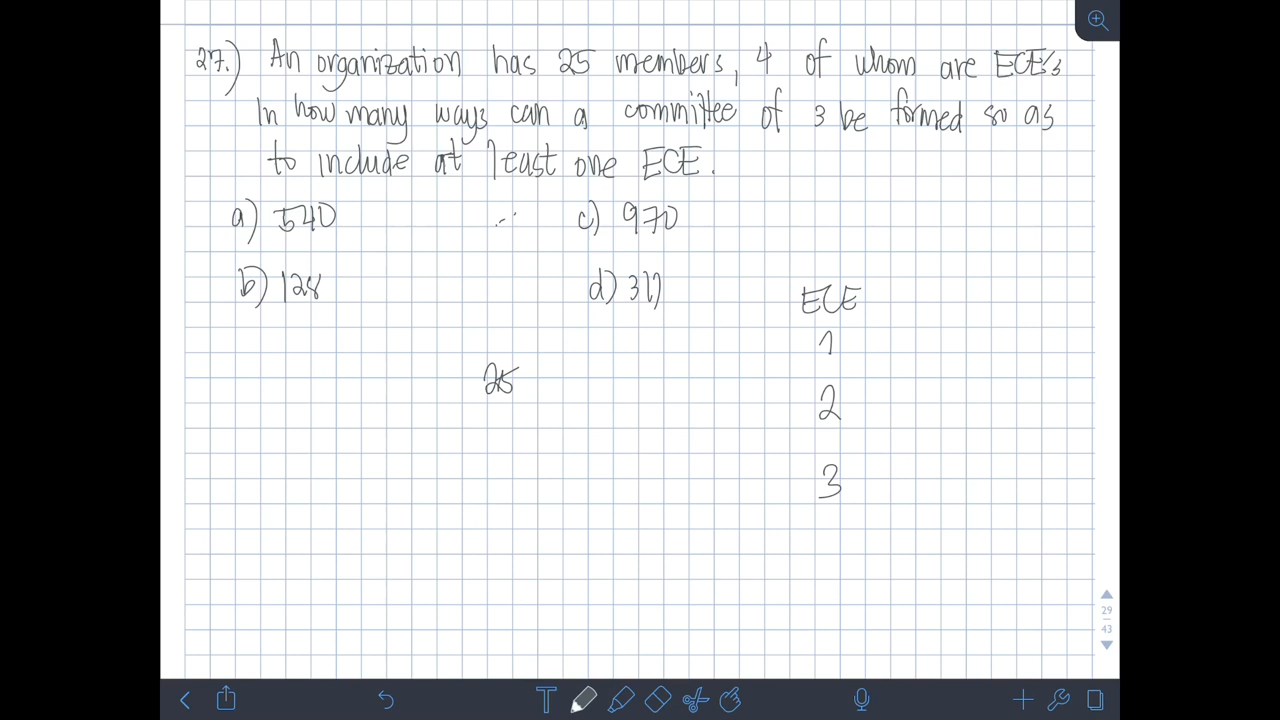 27.) An organization has 25 members, 4 of whom are ECE's
In how many ways can a committee of 3 be formed so as
to include at least one ECE.
a) 540
c) 970
b) 128
d) 317
ECE
1
25
2
3
29
43
T